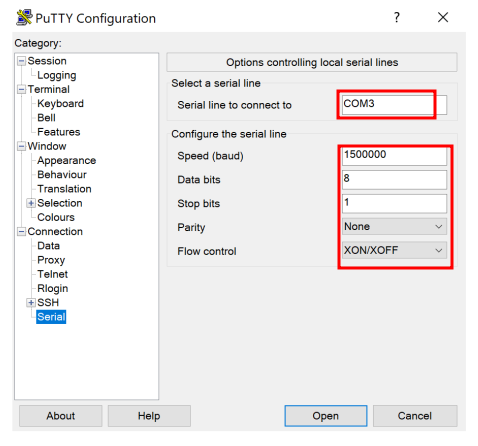 PuTTY Configuration
?
Category:
Session
Logging
Terminal
Keyboard
Bell
Features
Window
Appearance
Behaviour
Translation
Selection
Colours
Connection
Data
Proxy
Telnet
Rlogin
SSH
Serial
Options controlling local serial lines
Select a serial line
Serial line to connect to COM3
Configure the serial line
Speed (baud) 1500000
Data bits 8
Stop bits 1
Parity None
Flow control XON/XOFF
About Help Open Cancel